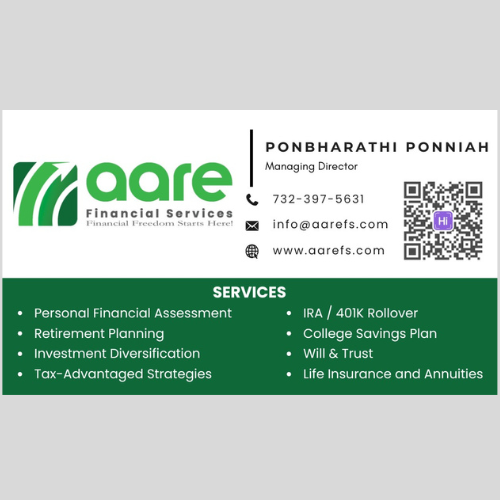 aare
Financial Services
Financial Freedom Starts Here!
PONBHARATHI PONNIAH
Managing Director
732-397-5631
info@aarefs.com
www.aarefs.com
Hi
SERVICES
• Personal Financial Assessment
• Retirement Planning
• Investment Diversification
• Tax-Advantaged Strategies
• IRA / 401K Rollover
• College Savings Plan
• Will & Trust
• Life Insurance and Annuities